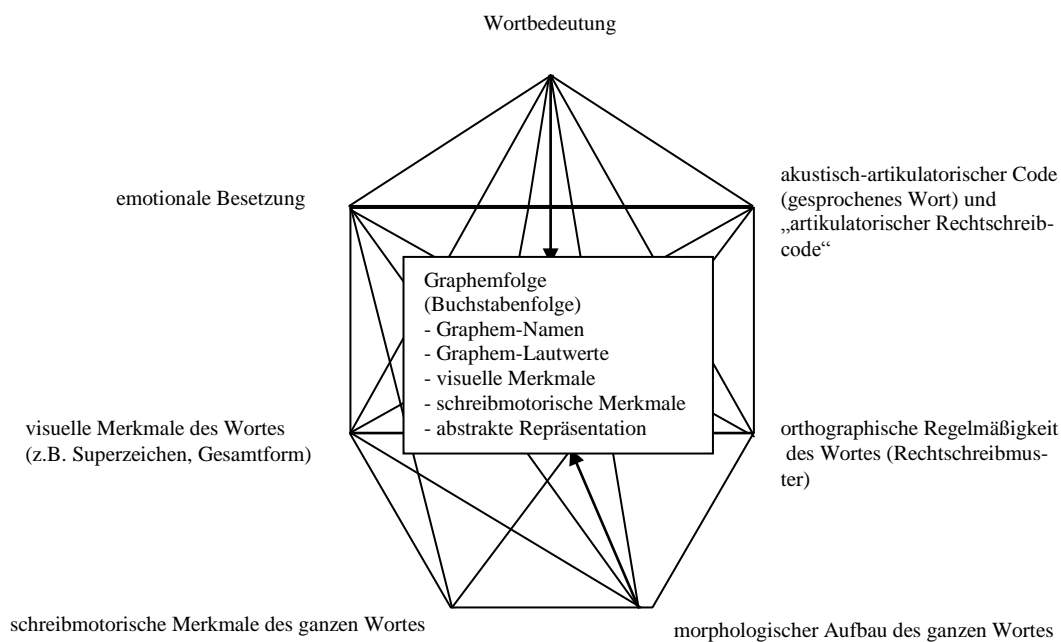 Wortbedeutung
emotionale Besetzung
akustisch-artikulatorischer Code
(gesprochenes Wort) und
„artikulatorischer Rechtschreib-
code“
Graphemfolge
(Buchstabenfolge)
- Graphem-Namen
- Graphem-Lautwerte
- visuelle Merkmale
- schreibmotorische Merkmale
- abstrakte Repräsentation
visuelle Merkmale des Wortes
(z.B. Superzeichen, Gesamtform)
orthographische Regelmäßigkeit
des Wortes (Rechtschreibmus-
ter)
schreibmotorische Merkmale des ganzen Wortes
morphologischer Aufbau des ganzen Wortes